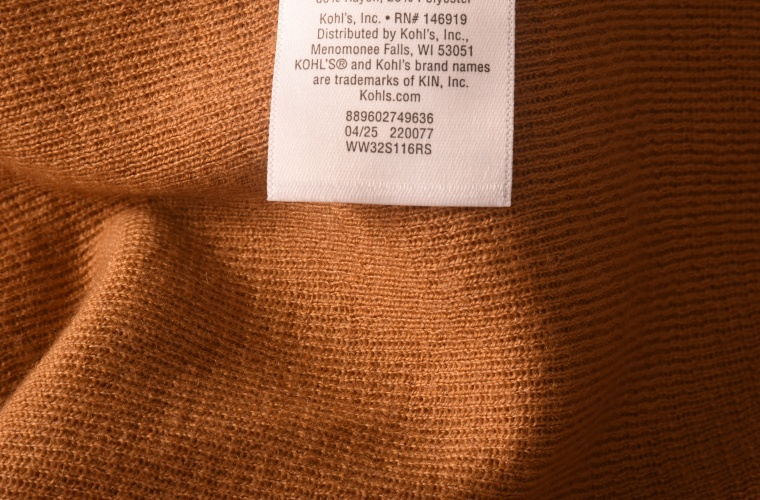 Kohl's, Inc. • RN# 146919
Distributed by Kohl's, Inc.,
Menomonee Falls, WI 53051
KOHL'S® and Kohl's brand names
are trademarks of KIN, Inc.
Kohls.com
889602749636
04/25 220077
WW32S116RS